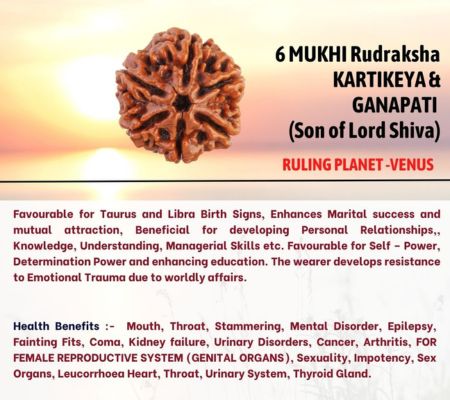 6 MUKHI Rudraksha
KARTIKEYA &
GANAPATI
(Son of Lord Shiva)
RULING PLANET -VENUS
Favourable for Taurus and Libra Birth Signs, Enhances Marital success and
mutual attraction, Beneficial for developing Personal Relationships,,
Knowledge, Understanding, Managerial Skills etc. Favourable for Self – Power,
Determination Power and enhancing education. The wearer develops resistance
to Emotional Trauma due to worldly affairs.
Health Benefits :- Mouth, Throat, Stammering, Mental Disorder, Epilepsy,
Fainting Fits, Coma, Kidney failure, Urinary Disorders, Cancer, Arthritis, FOR
FEMALE REPRODUCTIVE SYSTEM (GENITAL ORGANS), Sexuality, Impotency, Sex
Organs, Leucorrhoea Heart, Throat, Urinary System, Thyroid Gland.